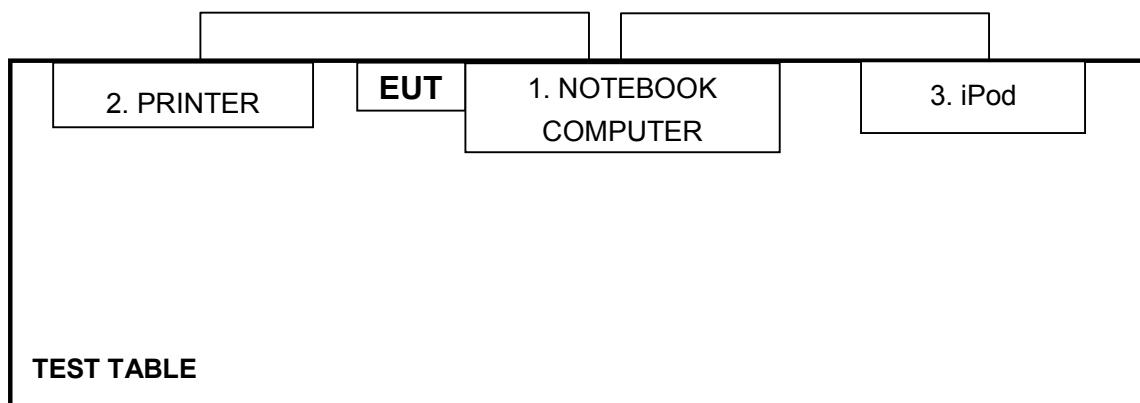 2. PRINTER
EUT
1. NOTEBOOK
COMPUTER
3. iPod
TEST TABLE